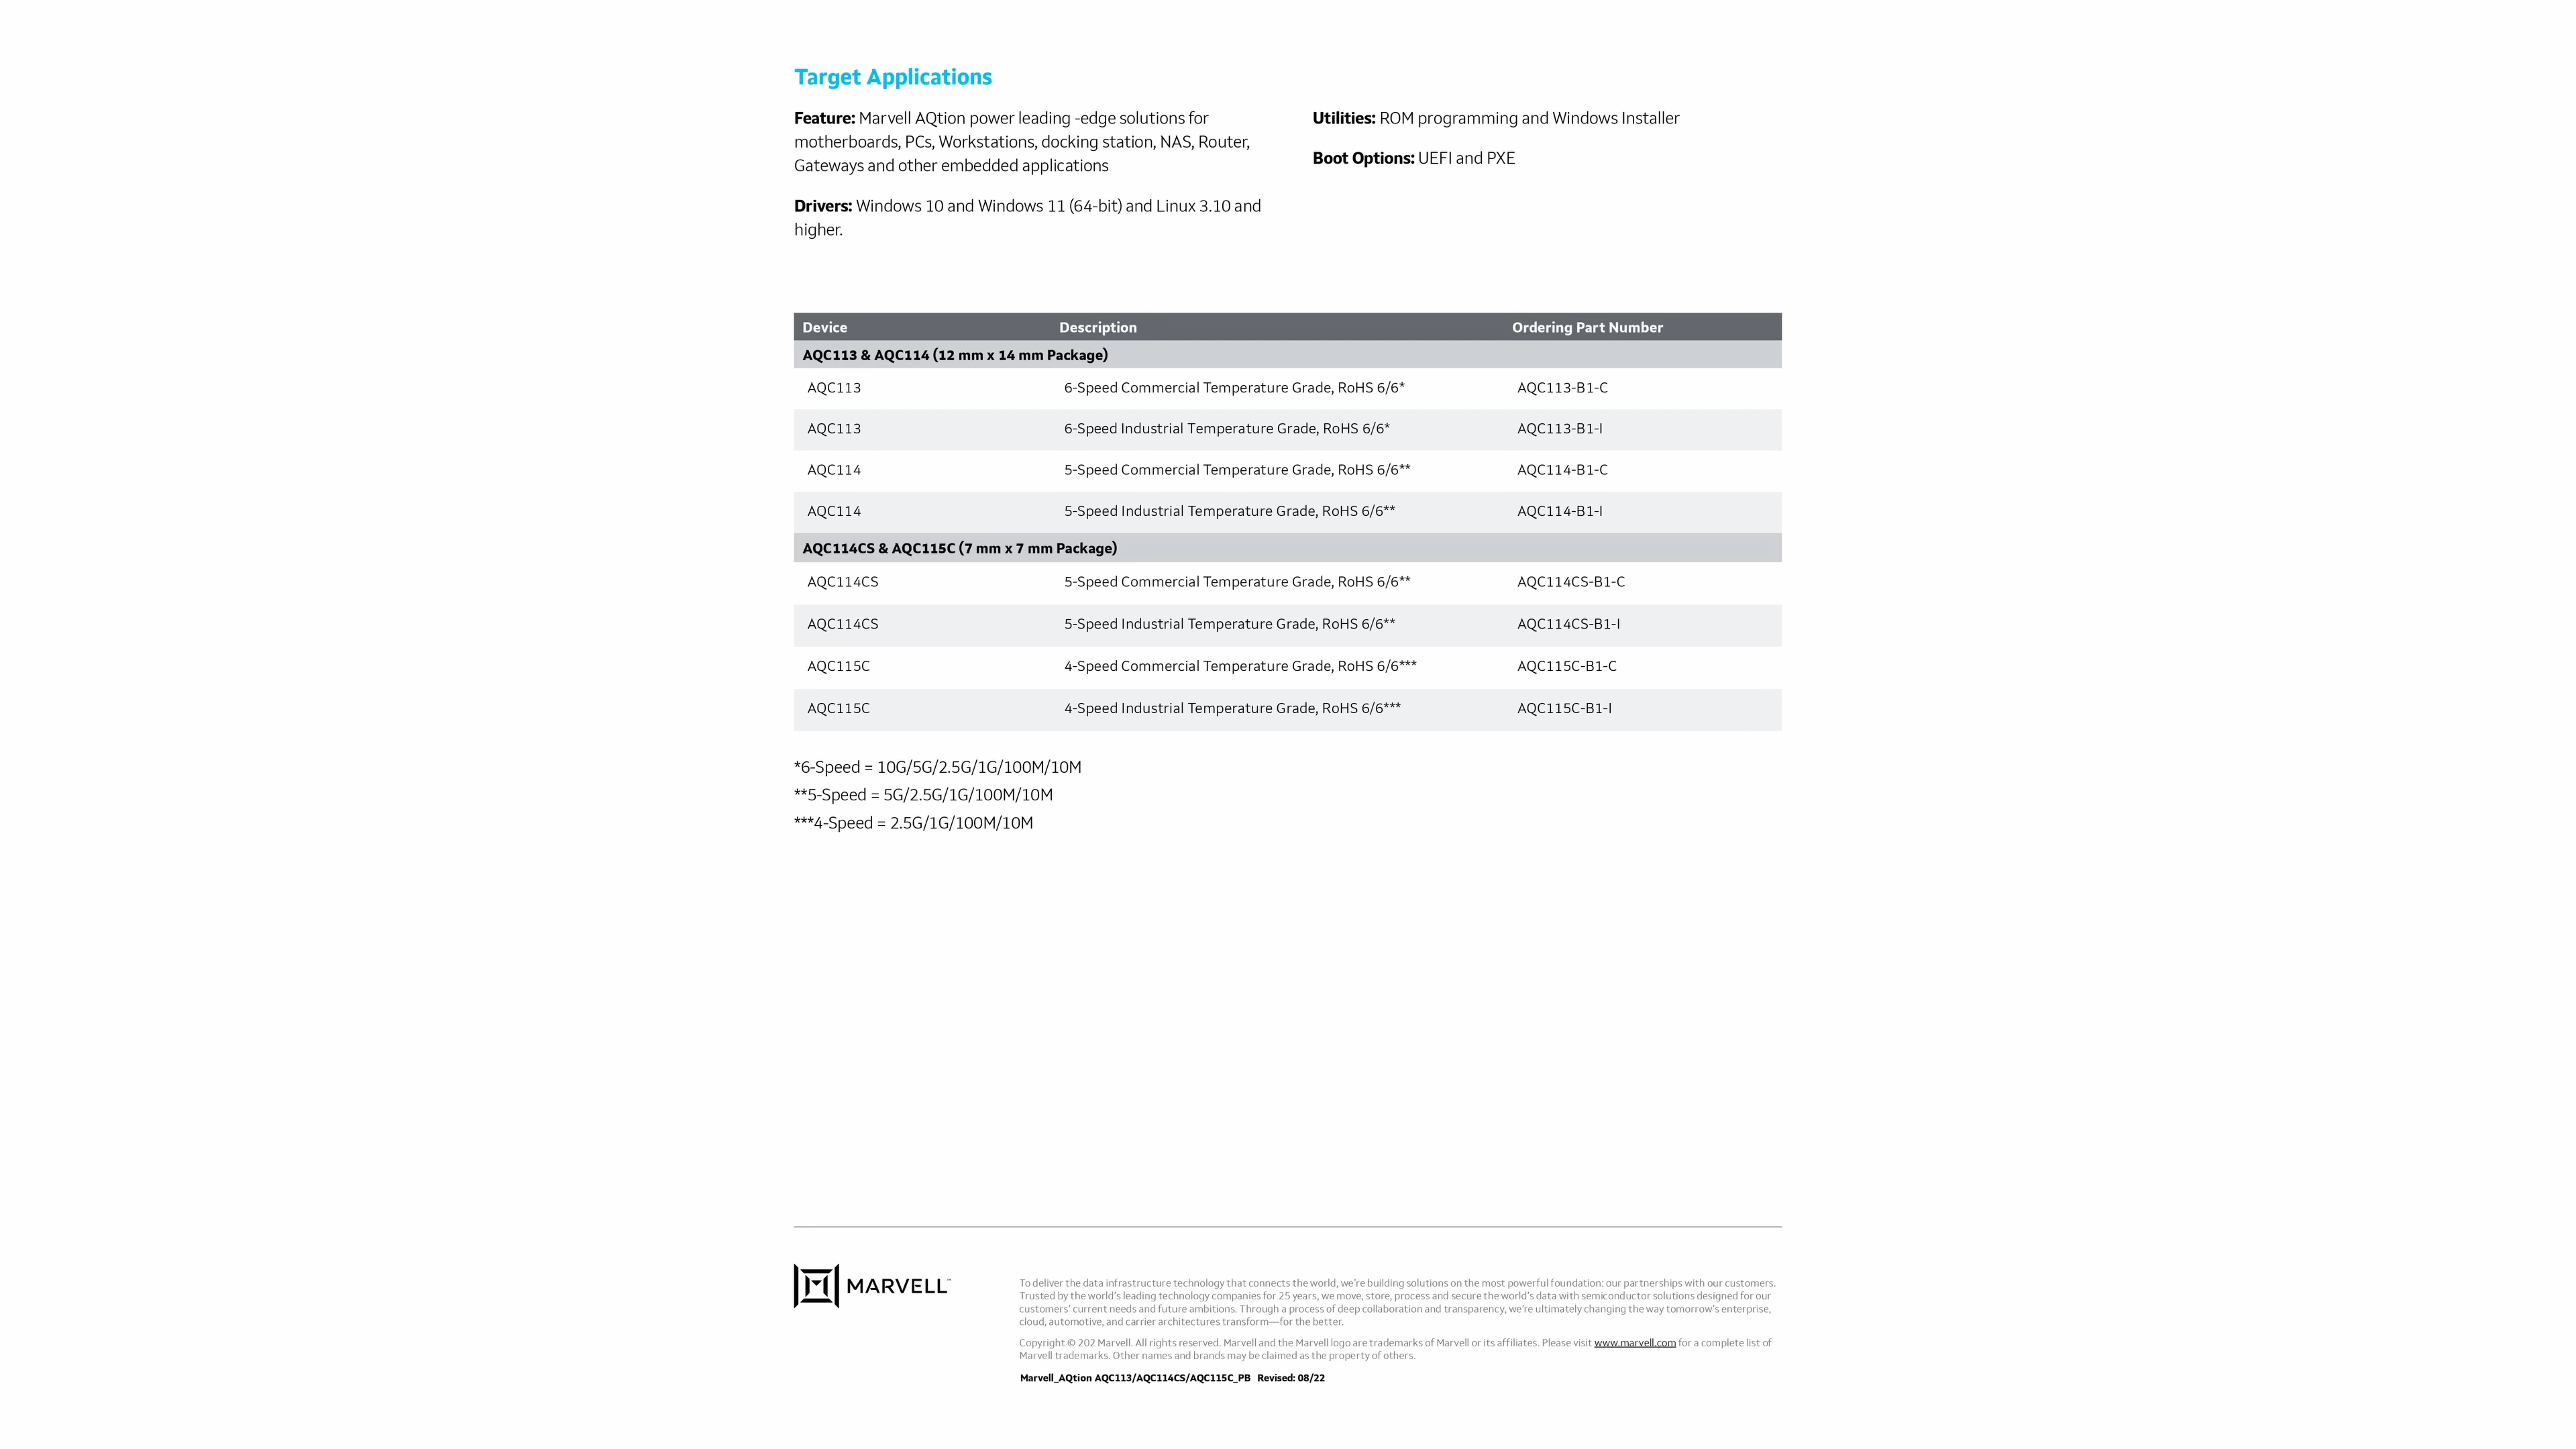 Target Applications
Feature: Marvell AQtion power leading -edge solutions for
motherboards, PCs, Workstations, docking station, NAS, Router,
Gateways and other embedded applications
Drivers: Windows 10 and Windows 11 (64-bit) and Linux 3.10 and
higher.
Utilities: ROM programming and Windows Installer
Boot Options: UEFI and PXE
Device Description Ordering Part Number
AQC113 & AQC114 (12 mm x 14 mm Package)
AQC113 6-Speed Commercial Temperature Grade, RoHS 6/6* AQC113-B1-C
AQC113 6-Speed Industrial Temperature Grade, RoHS 6/6* AQC113-B1-I
AQC114 5-Speed Commercial Temperature Grade, RoHS 6/6** AQC114-B1-C
AQC114 5-Speed Industrial Temperature Grade, RoHS 6/6** AQC114-B1-I
AQC114CS & AQC115C (7 mm x 7 mm Package)
AQC114CS 5-Speed Commercial Temperature Grade, RoHS 6/6** AQC114CS-B1-C
AQC114CS 5-Speed Industrial Temperature Grade, RoHS 6/6** AQC114CS-B1-I
AQC115C 4-Speed Commercial Temperature Grade, RoHS 6/6*** AQC115C-B1-C
AQC115C 4-Speed Industrial Temperature Grade, RoHS 6/6*** AQC115C-B1-I
*6-Speed = 10G/5G/2.5G/1G/100M/10M
**5-Speed = 5G/2.5G/1G/100M/10M
***4-Speed = 2.5G/1G/100M/10M
MARVELL™
To deliver the data infrastructure technology that connects the world, we're building solutions on the most powerful foundation: our partnerships with our customers.
Trusted by the world's leading technology companies for 25 years, we move, store, process and secure the world's data with semiconductor solutions designed for our
customers' current needs and future ambitions. Through a process of deep collaboration and transparency, we're ultimately changing the way tomorrow's enterprise,
cloud, automotive, and carrier architectures transform—for the better.
Copyright © 202 Marvell. All rights reserved. Marvell and the Marvell logo are trademarks of Marvell or its affiliates. Please visit www.marvell.com for a complete list of
Marvell trademarks. Other names and brands may be claimed as the property of others.
Marvell_AQtion AQC113/AQC114CS/AQC115C_PB Revised: 08/22